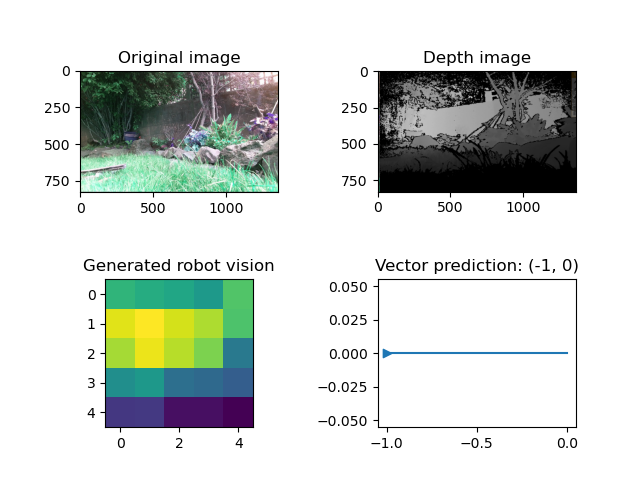 Original image
0
250
500
750
0 500 1000
Depth image
0
250
500
750
0 500 1000
Generated robot vision
0
1
2
3
4
0 2 4
Vector prediction: (-1, 0)
0.050
0.025
0.000
−0.025
−0.050
−1.0 −0.5 0.0